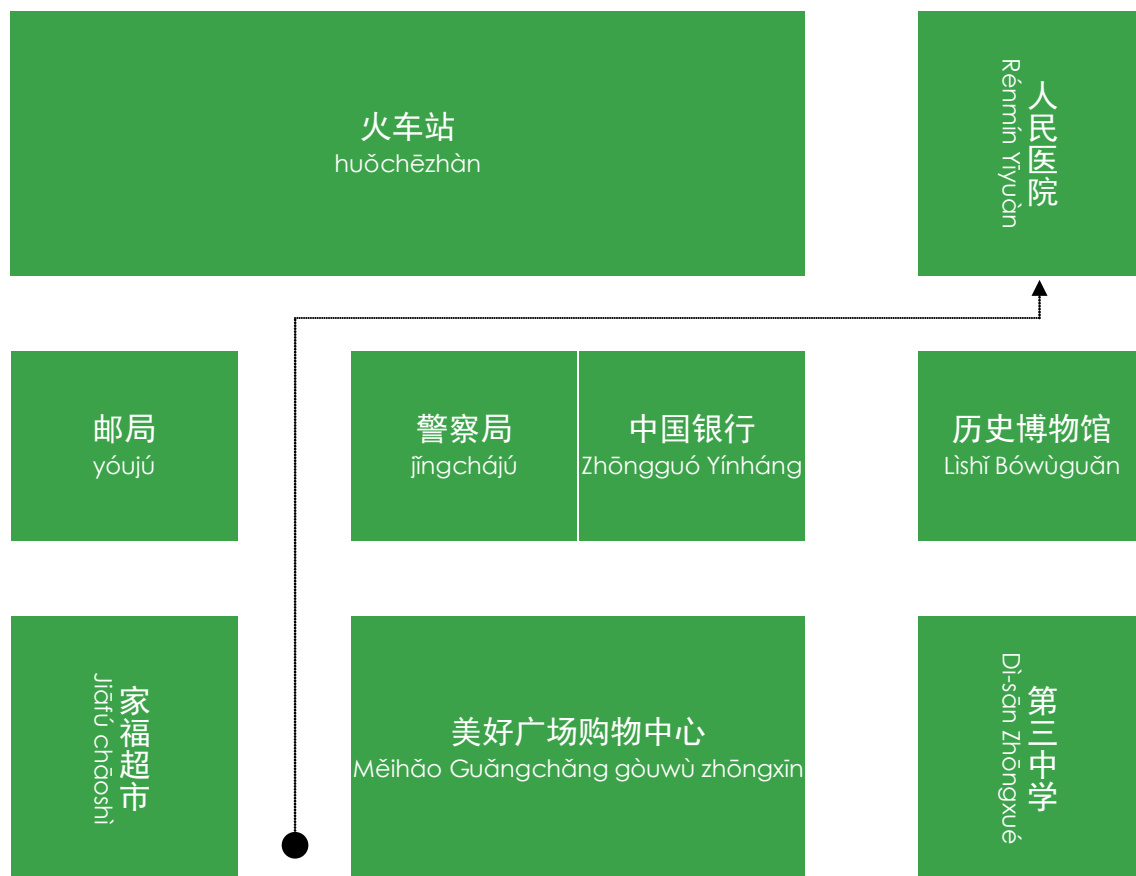 火车站
huǒchēzhàn
人民医院
Rénmín Yīyuàn
邮局
yóujú
警察局
jǐngchájú
中国银行
Zhōngguó Yínháng
历史博物馆
Lìshǐ Bówùguǎn
家福超市
Jiāfú chāoshì
美好广场购物中心
Měihǎo Guǎngchǎng gòuwù zhōngxīn
第三中学
Dì-sān Zhōngxué